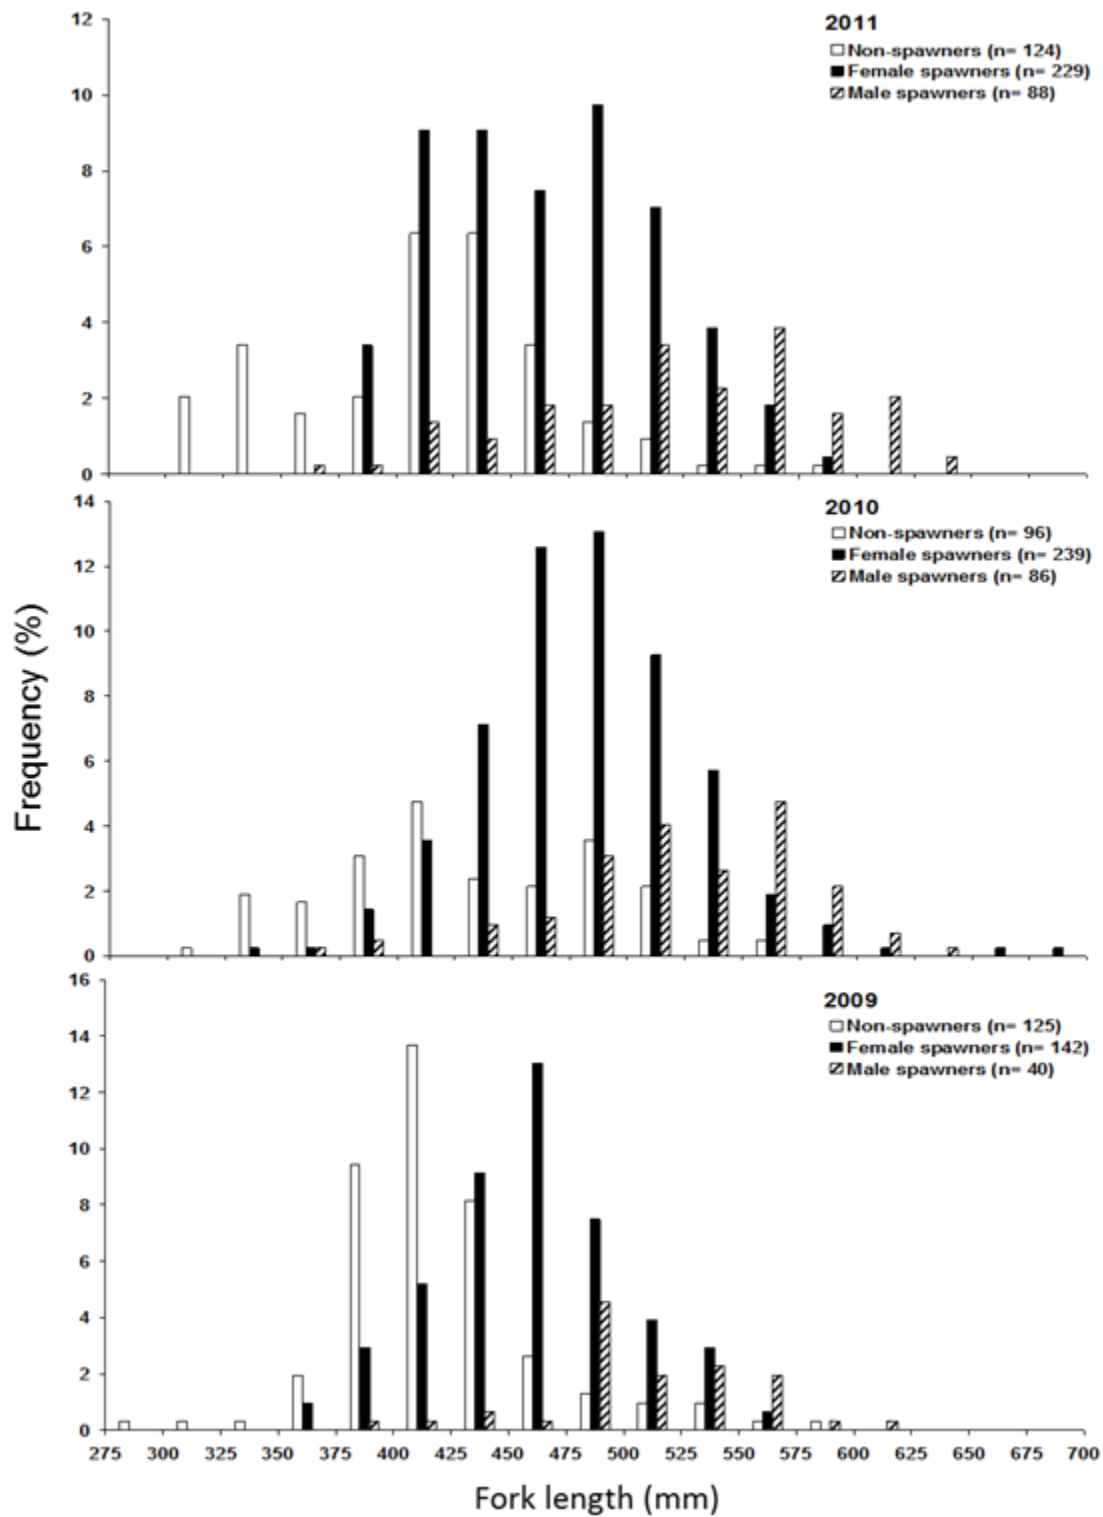 2011
Non-spawners (n= 124)
Female spawners (n= 229)
Male spawners (n= 88)
12
10
8
6
4
2
0
2010
Non-spawners (n= 96)
Female spawners (n= 239)
Male spawners (n= 86)
14
12
10
8
6
4
2
0
Frequency (%)
2009
Non-spawners (n= 125)
Female spawners (n= 142)
Male spawners (n= 40)
16
14
12
10
8
6
4
2
0
275 300 325 350 375 400 425 450 475 500 525 550 575 600 625 650 675 700
Fork length (mm)